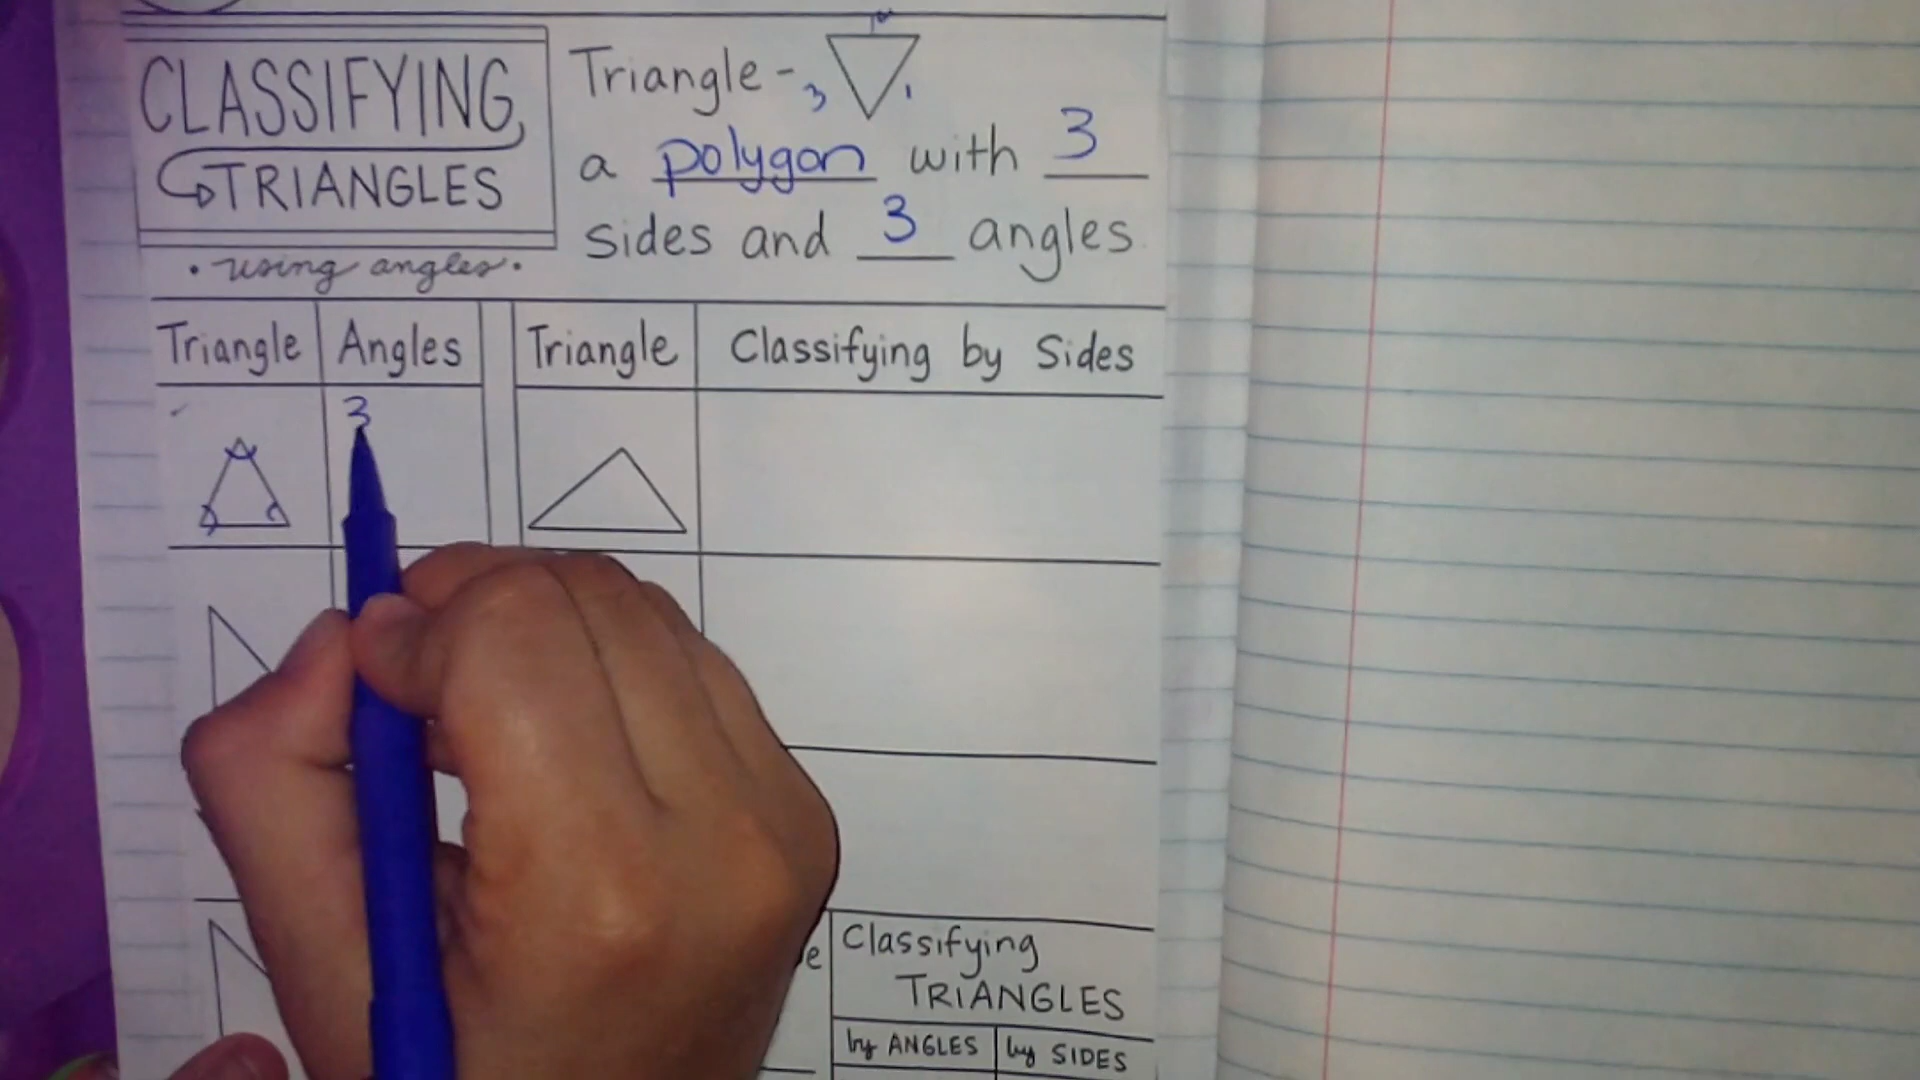 CLASSIFYING
TRIANGLES
• using angles •
Triangle - 3 1
a polygon with 3
sides and 3 angles
Triangle Angles
3
Triangle Classifying by Sides
Classifying
TRIANGLES
by ANGLES by SIDES